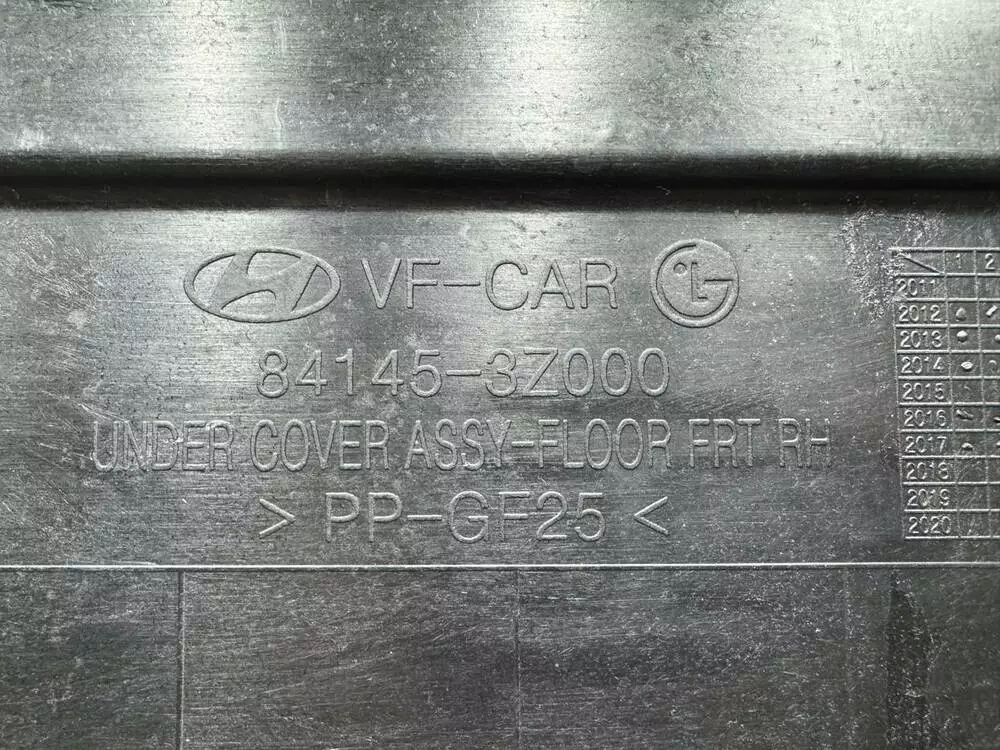 VF-CAR LG
84145-3Z000
UNDER COVER ASSY-FLOOR FRT RH
> PP-GF25 <
1 2
2011
2012
2013
2014
2015
2016
2017
2018
2019
2020